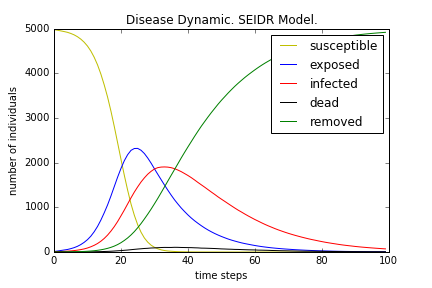 Disease Dynamic. SEIDR Model.
5000
4000
3000
2000
1000
0
number of individuals
susceptible
exposed
infected
dead
removed
0 20 40 60 80 100
time steps